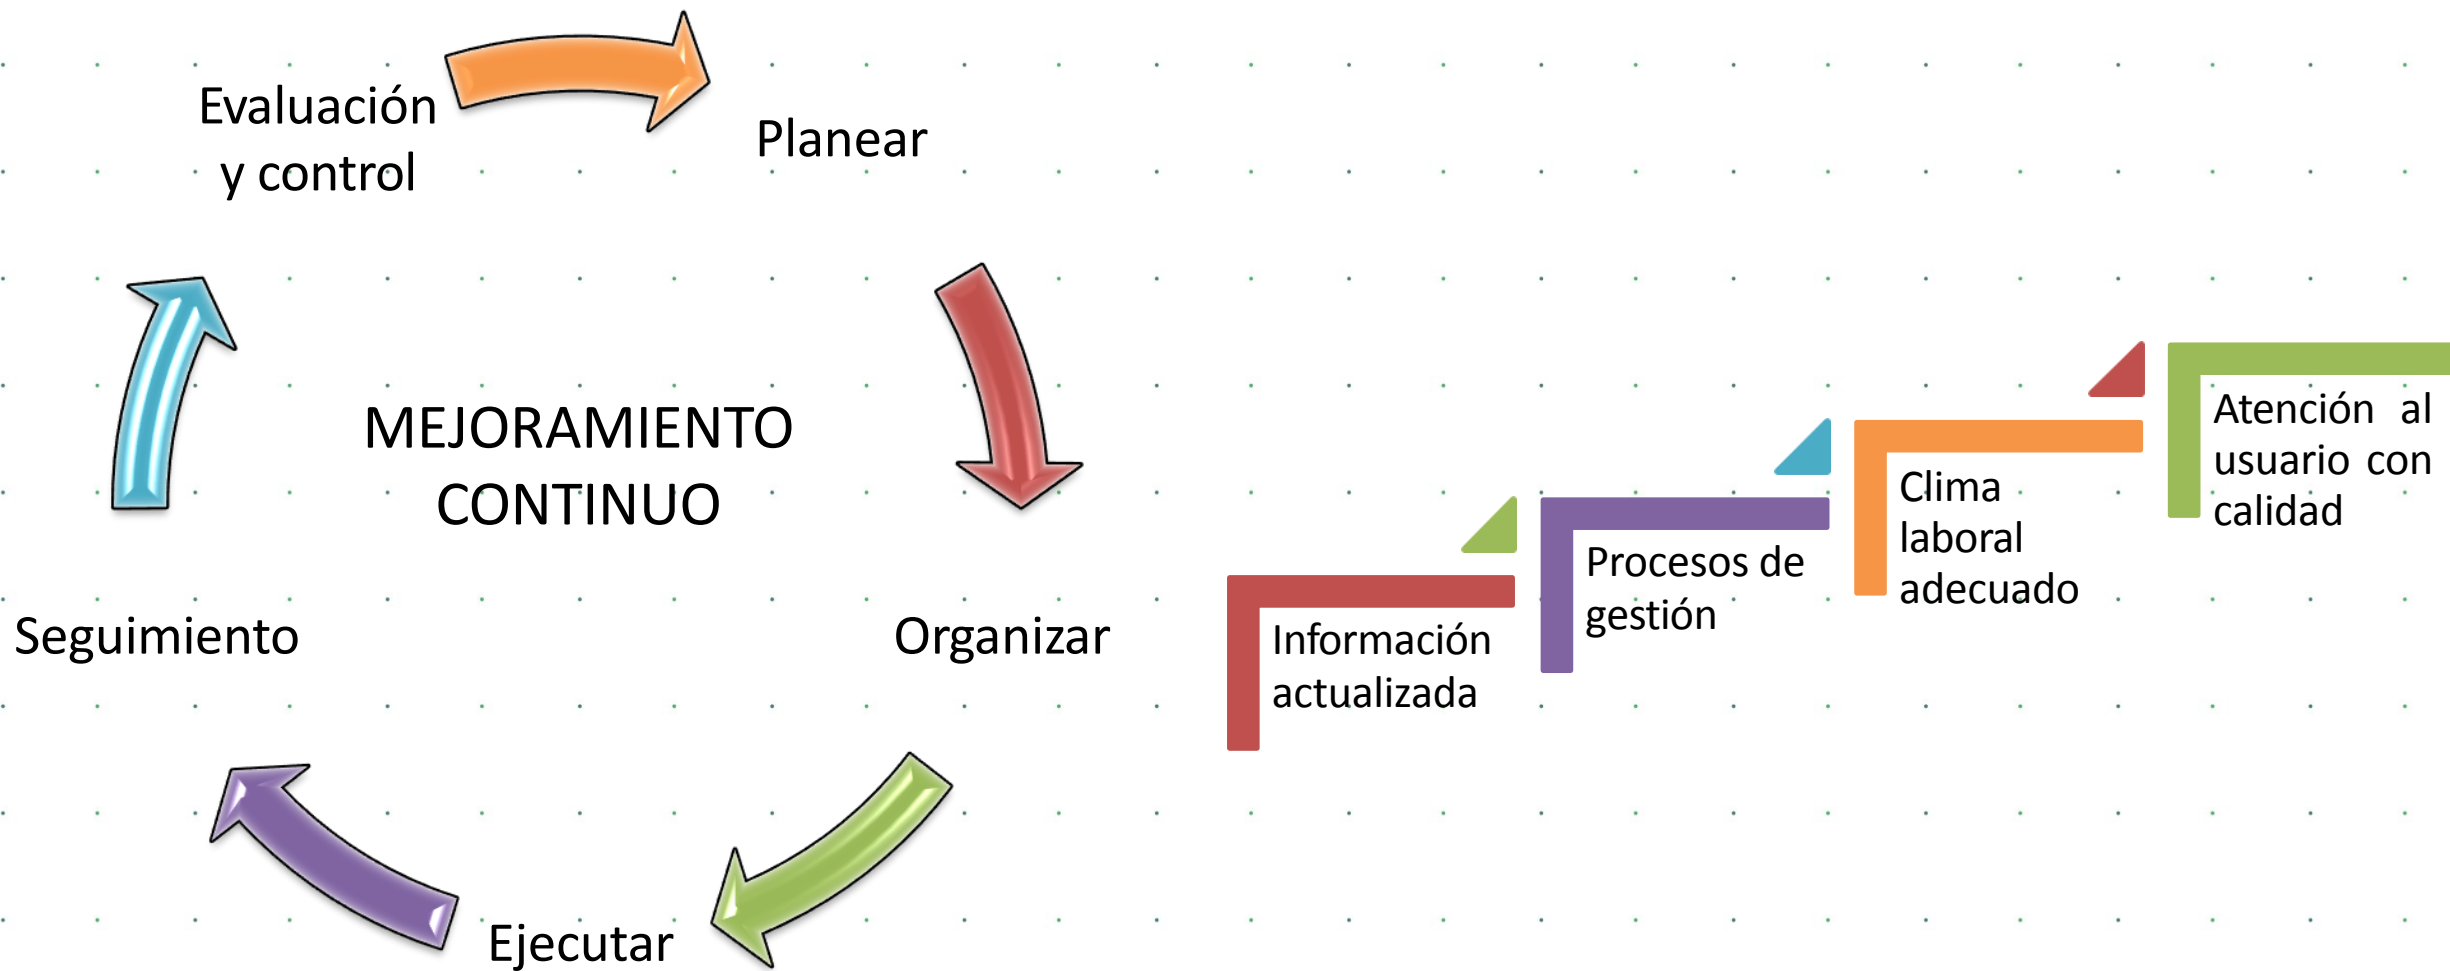 Evaluación
y control
Planear
MEJORAMIENTO
CONTINUO
Seguimiento
Organizar
Ejecutar
Información
actualizada
Procesos de
gestión
Clima
laboral
adecuado
Atención al
usuario con
calidad